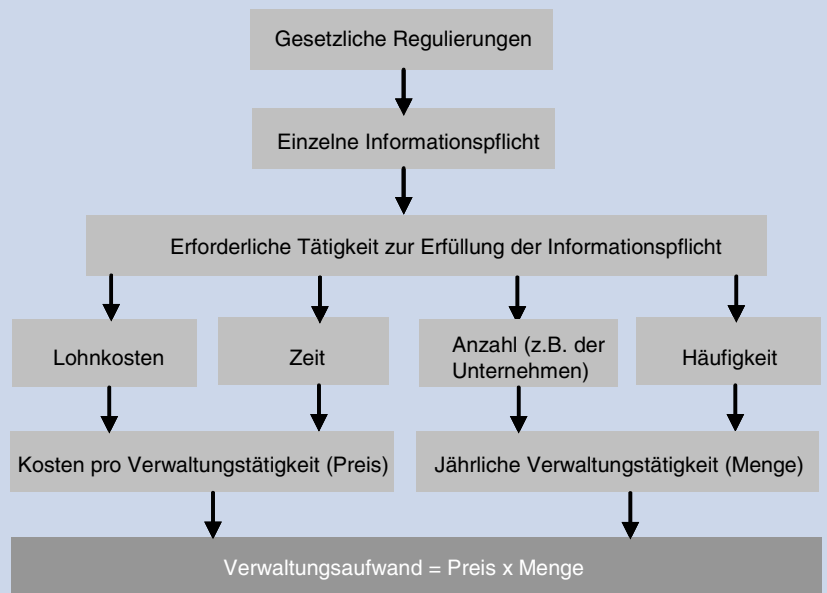 Gesetzliche Regulierungen
Einzelne Informationspflicht
Erforderliche Tätigkeit zur Erfüllung der Informationspflicht
Lohnkosten
Zeit
Anzahl (z.B. der
Unternehmen)
Häufigkeit
Kosten pro Verwaltungstätigkeit (Preis)
Jährliche Verwaltungstätigkeit (Menge)
Verwaltungsaufwand = Preis x Menge